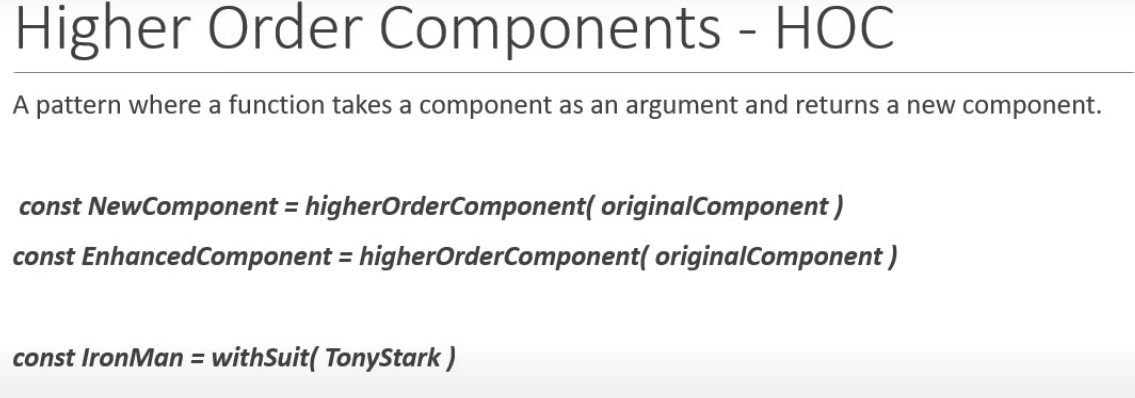 Higher Order Components - HOC
A pattern where a function takes a component as an argument and returns a new component.
const NewComponent = higherOrderComponent( originalComponent )
const EnhancedComponent = higherOrderComponent( originalComponent )
const IronMan = withSuit( TonyStark )